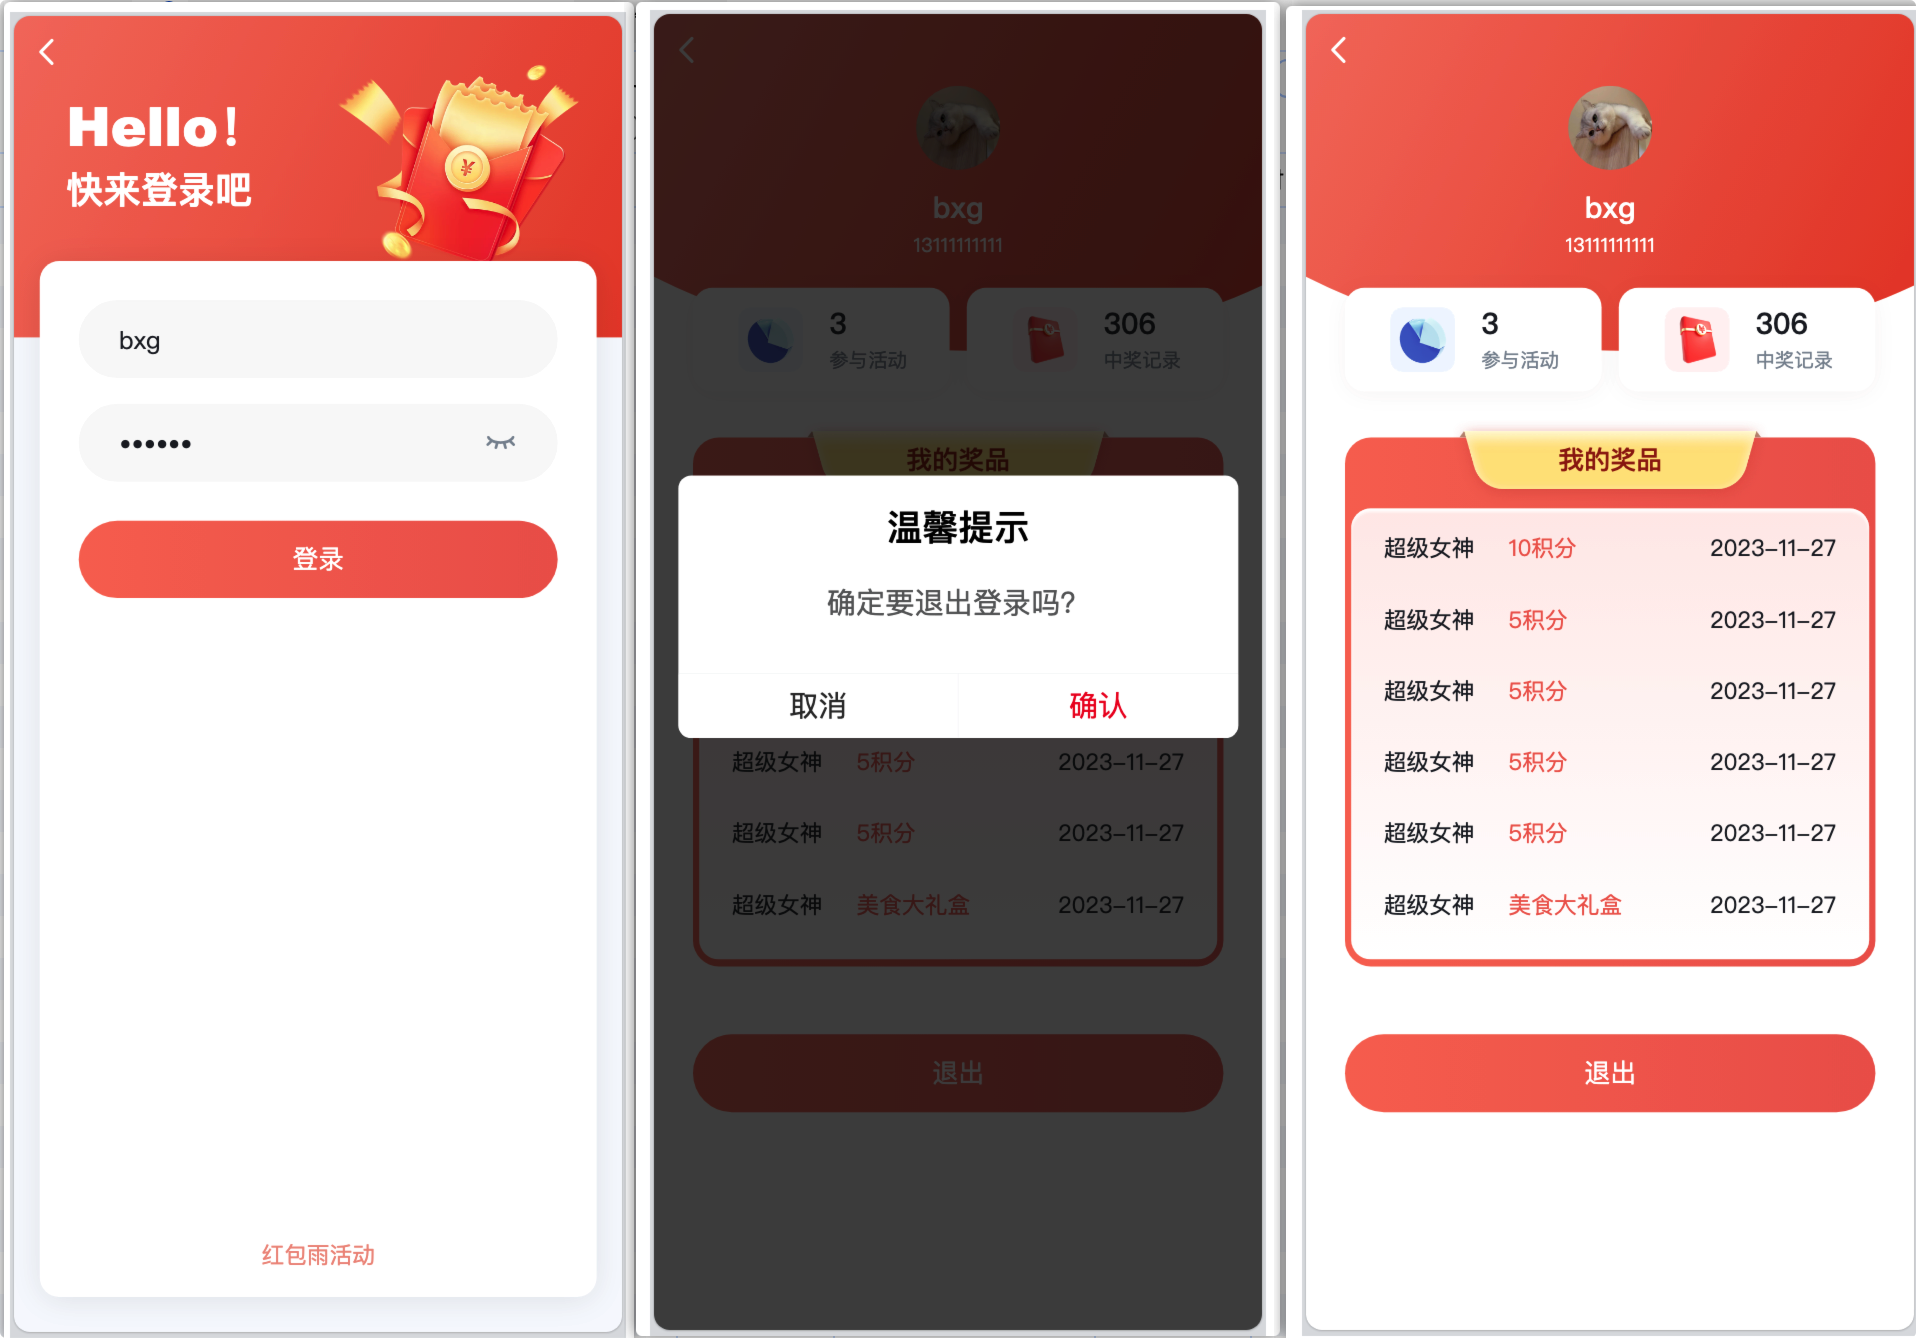 Hello！
快来登录吧
bxg
••••••
登录
红包雨活动
bxg
13111111111
3
参与活动
306
中奖记录
我的奖品
温馨提示
确定要退出登录吗?
取消
确认
超级女神 5积分 2023-11-27
超级女神 5积分 2023-11-27
超级女神 美食大礼盒 2023-11-27
退出
bxg
13111111111
3
参与活动
306
中奖记录
我的奖品
超级女神 10积分 2023-11-27
超级女神 5积分 2023-11-27
超级女神 5积分 2023-11-27
超级女神 5积分 2023-11-27
超级女神 5积分 2023-11-27
超级女神 美食大礼盒 2023-11-27
退出